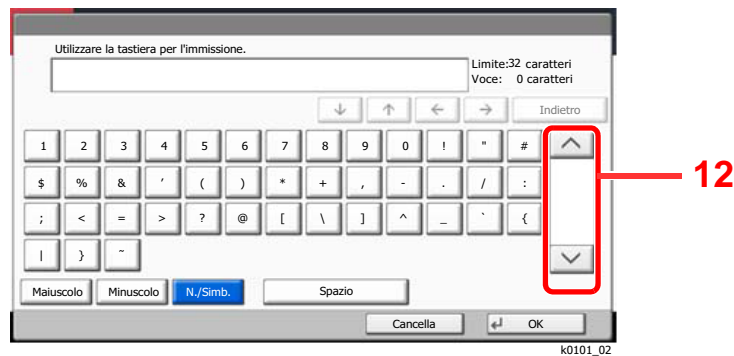 Utilizzare la tastiera per l'immissione.
Limite:32 caratteri
Voce: 0 caratteri
↓ ↑ ← → Indietro
1 2 3 4 5 6 7 8 9 0 ! " #
$ % & ' ( ) * + , - . / :
; < = > ? @ [ \ ] ^ _ ` {
| } ~
12
Maiuscolo Minuscolo N./Simb. Spazio
Cancella OK
k0101_02